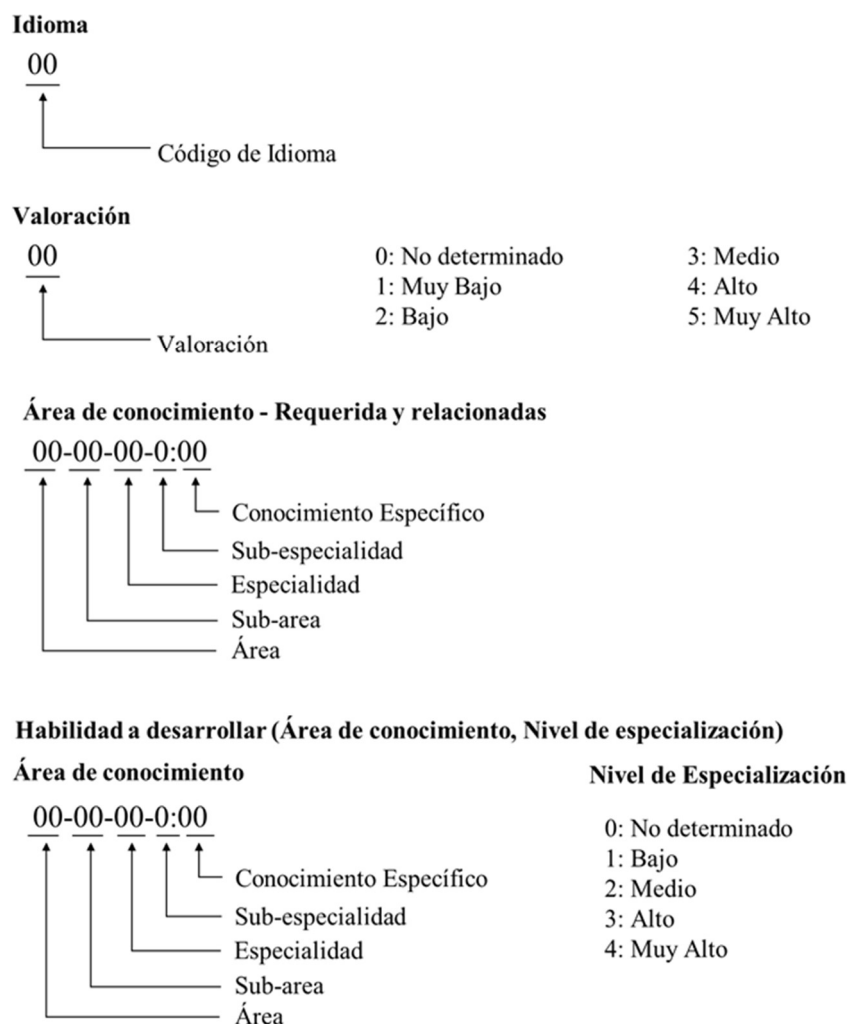 Idioma
00
Código de Idioma
Valoración
00
0: No determinado
1: Muy Bajo
2: Bajo
3: Medio
4: Alto
5: Muy Alto
Valoración
Área de conocimiento - Requerida y relacionadas
00-00-00-0:00
Conocimiento Específico
Sub-especialidad
Especialidad
Sub-area
Área
Habilidad a desarrollar (Área de conocimiento, Nivel de especialización)
Área de conocimiento
00-00-00-0:00
Conocimiento Específico
Sub-especialidad
Especialidad
Sub-area
Área
Nivel de Especialización
0: No determinado
1: Bajo
2: Medio
3: Alto
4: Muy Alto